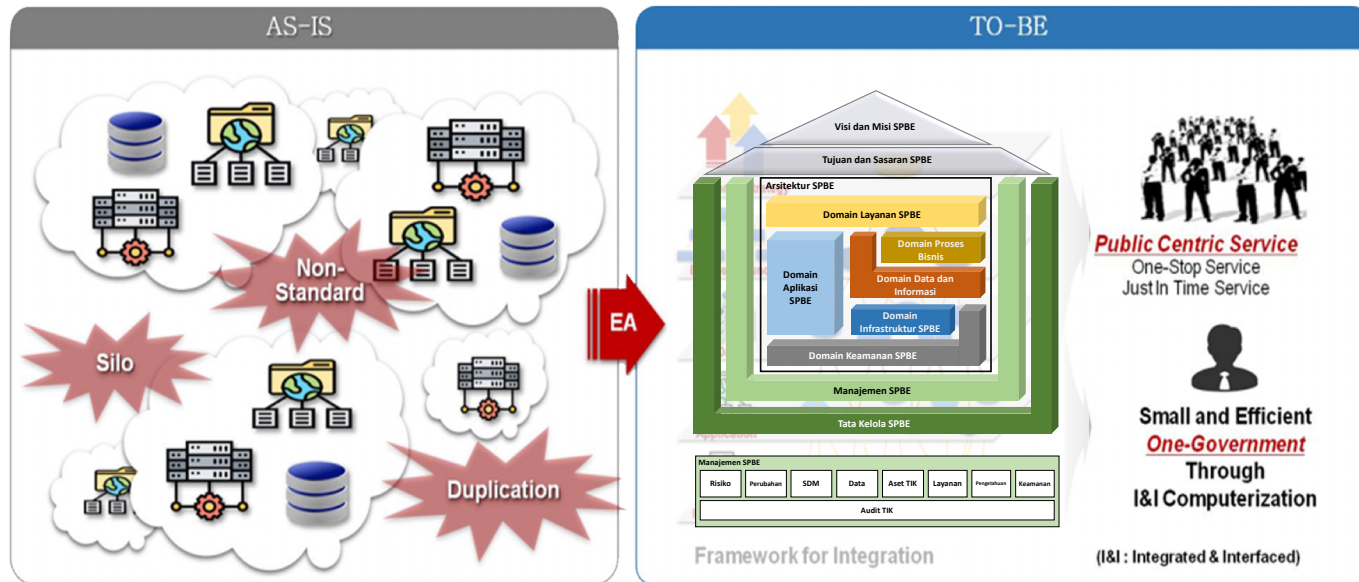 AS-IS
Non-
Standard
Silo
Duplication
EA
TO-BE
Visi dan Misi SPBE
Tujuan dan Sasaran SPBE
Arsitektur SPBE
Domain Layanan SPBE
Domain
Aplikasi
SPBE
Domain Proses
Bisnis
Domain Data dan
Informasi
Domain
Infrastruktur SPBE
Domain Keamanan SPBE
Manajemen SPBE
Tata Kelola SPBE
Application
Manajemen SPBE
Risiko
Perubahan
SDM
Data
Aset TIK
Layanan
Pengetahuan
Keamanan
Audit TIK
Framework for Integration
Public Centric Service
One-Stop Service
Just In Time Service
Small and Efficient
One-Government
Through
I&I Computerization
(I&I : Integrated & Interfaced)